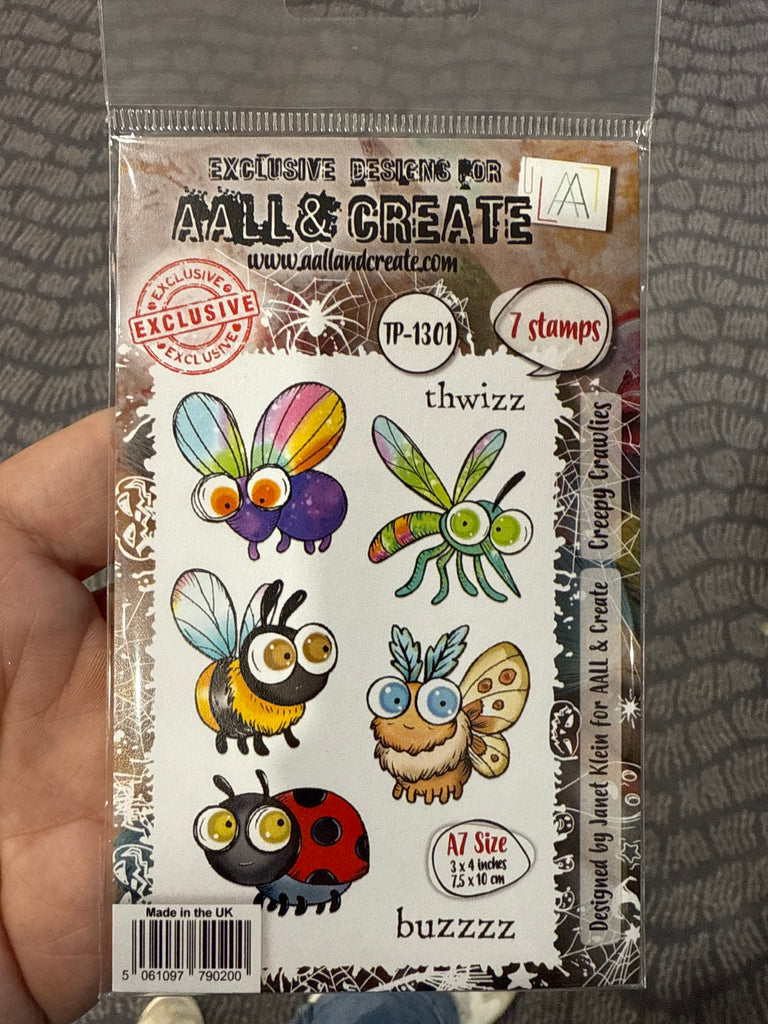 EXCLUSIVE DESIGNS FOR
AALL & CREATE
www.aallandcreate.com
AA
EXCLUSIVE
EXCLUSIVE
EXCLUSIVE
TP-1301
7 stamps
thwizz
Creepy Crawlies
Designed by Janet Klein for AALL & Create
A7 Size
3 x 4 inches
7.5 x 10 cm
buzzzz
Made in the UK
5 061097 790200